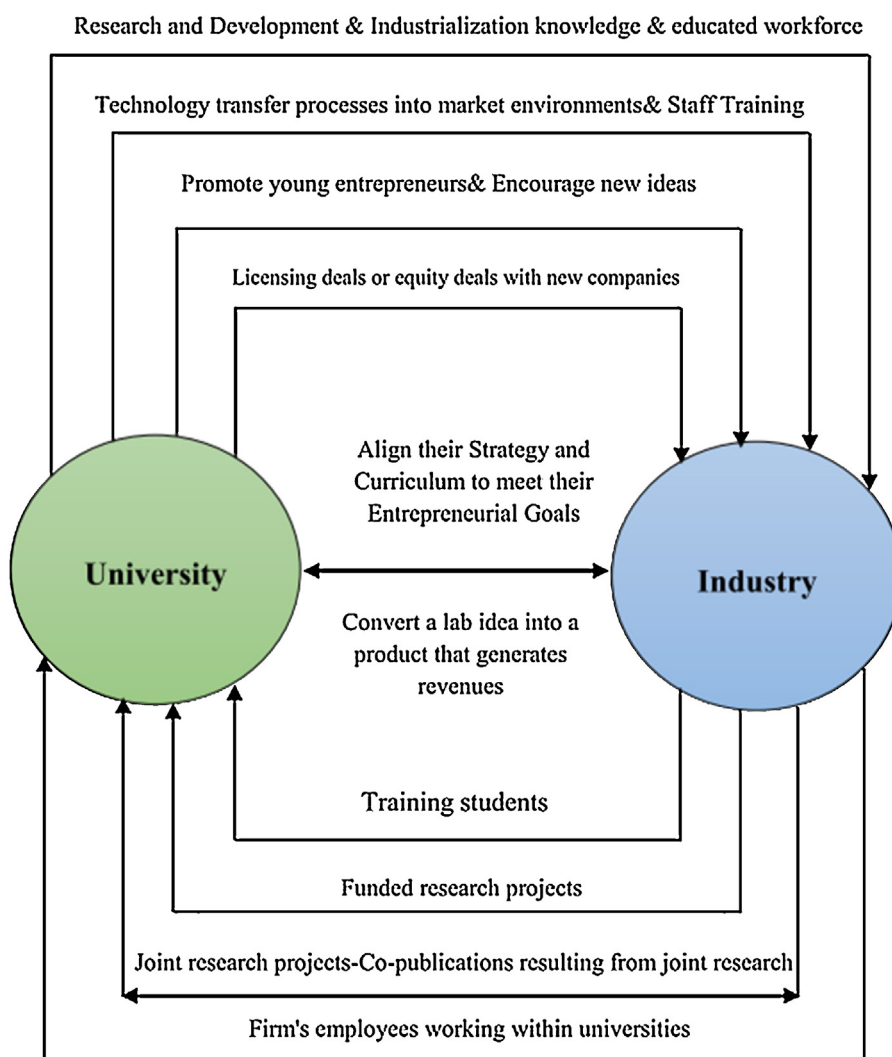 Research and Development & Industrialization knowledge & educated workforce
Technology transfer processes into market environments& Staff Training
Promote young entrepreneurs& Encourage new ideas
Licensing deals or equity deals with new companies
Align their Strategy and
Curriculum to meet their
Entrepreneurial Goals
University
Industry
Convert a lab idea into a
product that generates
revenues
Training students
Funded research projects
Joint research projects-Co-publications resulting from joint research
Firm's employees working within universities